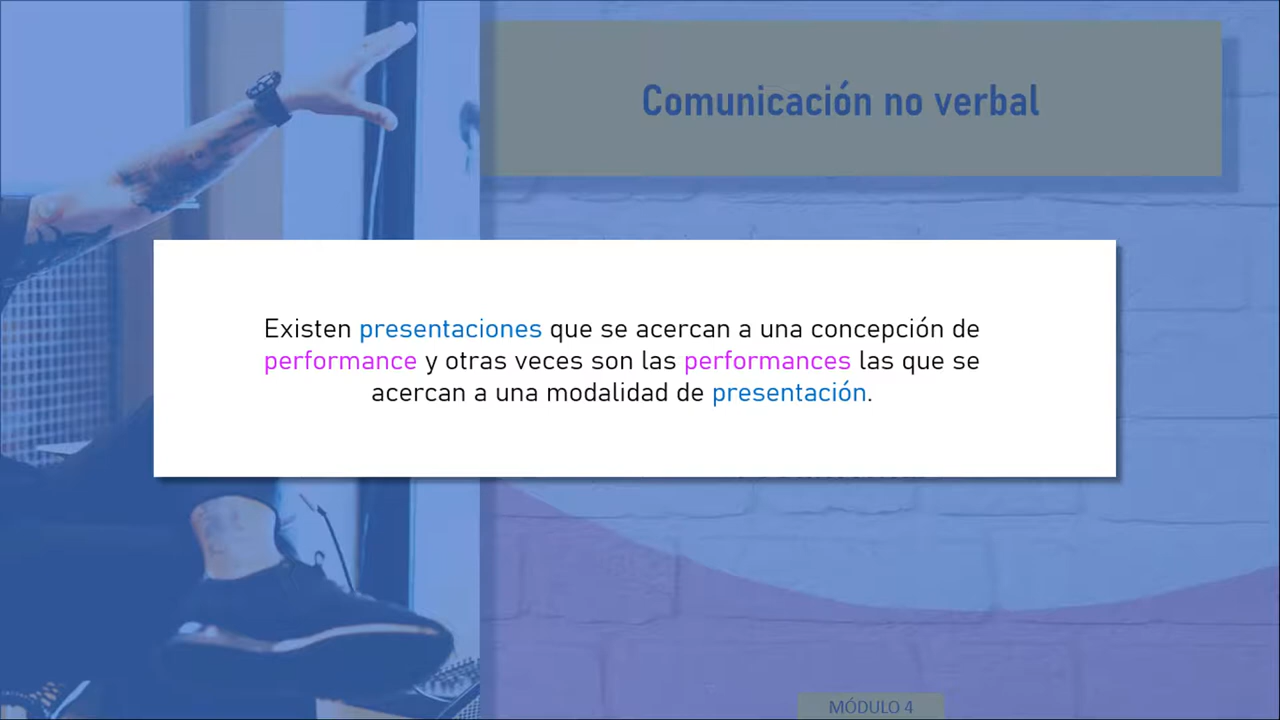 Comunicación no verbal
Existen presentaciones que se acercan a una concepción de
performance y otras veces son las performances las que se
acercan a una modalidad de presentación.
MÓDULO 4